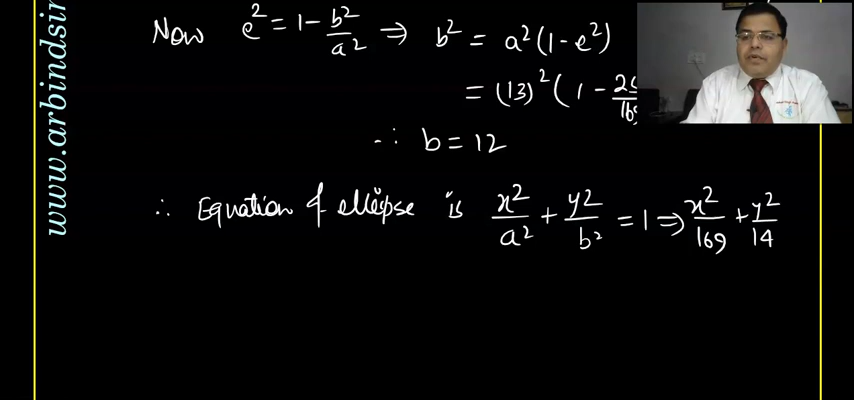 www.arbindsin
Now e² = 1 - b²/a² ⇒ b² = a²(1 - e²)
= (13)² (1 -
∴ b = 12
∴ Equation of ellipse is x²/a² + y²/b² = 1 ⇒ x²/169 + y²/14